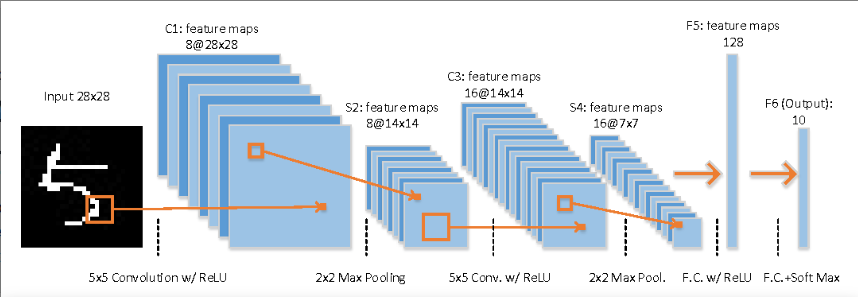 Input 28x28
C1: feature maps
8@28x28
S2: feature maps
8@14x14
C3: feature maps
16@14x14
S4: feature maps
16@7x7
F5: feature maps
128
F6 (Output):
10
5x5 Convolution w/ ReLU
2x2 Max Pooling
5x5 Conv. w/ ReLU
2x2 Max Pool.
F.C. w/ ReLU
F.C.+Soft Max